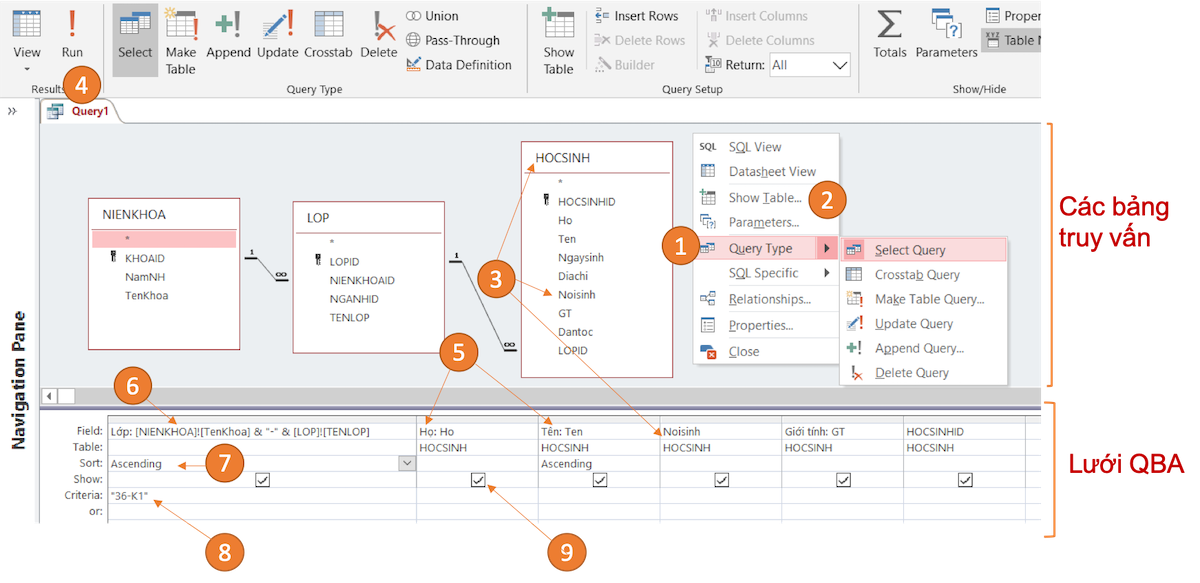 View
Run
Select
Make
Table
Append
Update
Crosstab
Delete
Union
Pass-Through
Data Definition
Show
Table
Insert Rows
Delete Rows
Builder
Insert Columns
Delete Columns
Return: All
Totals
Parameters
Proper
Table
Results
4
Query Type
Query Setup
Show/Hide
Query1
Navigation Pane
NIENKHOA
*
KHOAID
NamNH
TenKhoa
1
∞
LOP
*
LOPID
NIENKHOAID
NGANHID
TENLOP
1
∞
HOCSINH
*
HOCSINHID
Ho
Ten
Ngaysinh
Diachi
Noisinh
GT
Dantoc
LOPID
SQL SQL View
Datasheet View
Show Table...
2
Parameters...
1
Query Type
SQL Specific
Relationships...
Properties...
Close
Select Query
Crosstab Query
Make Table Query...
Update Query
Append Query...
Delete Query
3
5
6
Các bảng
truy vấn
Field: Lớp: [NIENKHOA]![TenKhoa] & "-" & [LOP]![TENLOP] Họ: Ho Tên: Ten Noisinh Giới tính: GT HOCSINHID
Table: HOCSINH HOCSINH HOCSINH HOCSINH HOCSINH
Sort: Ascending Ascending
7
Show:
Criteria: "36-K1"
or:
8
9
Lưới QBA